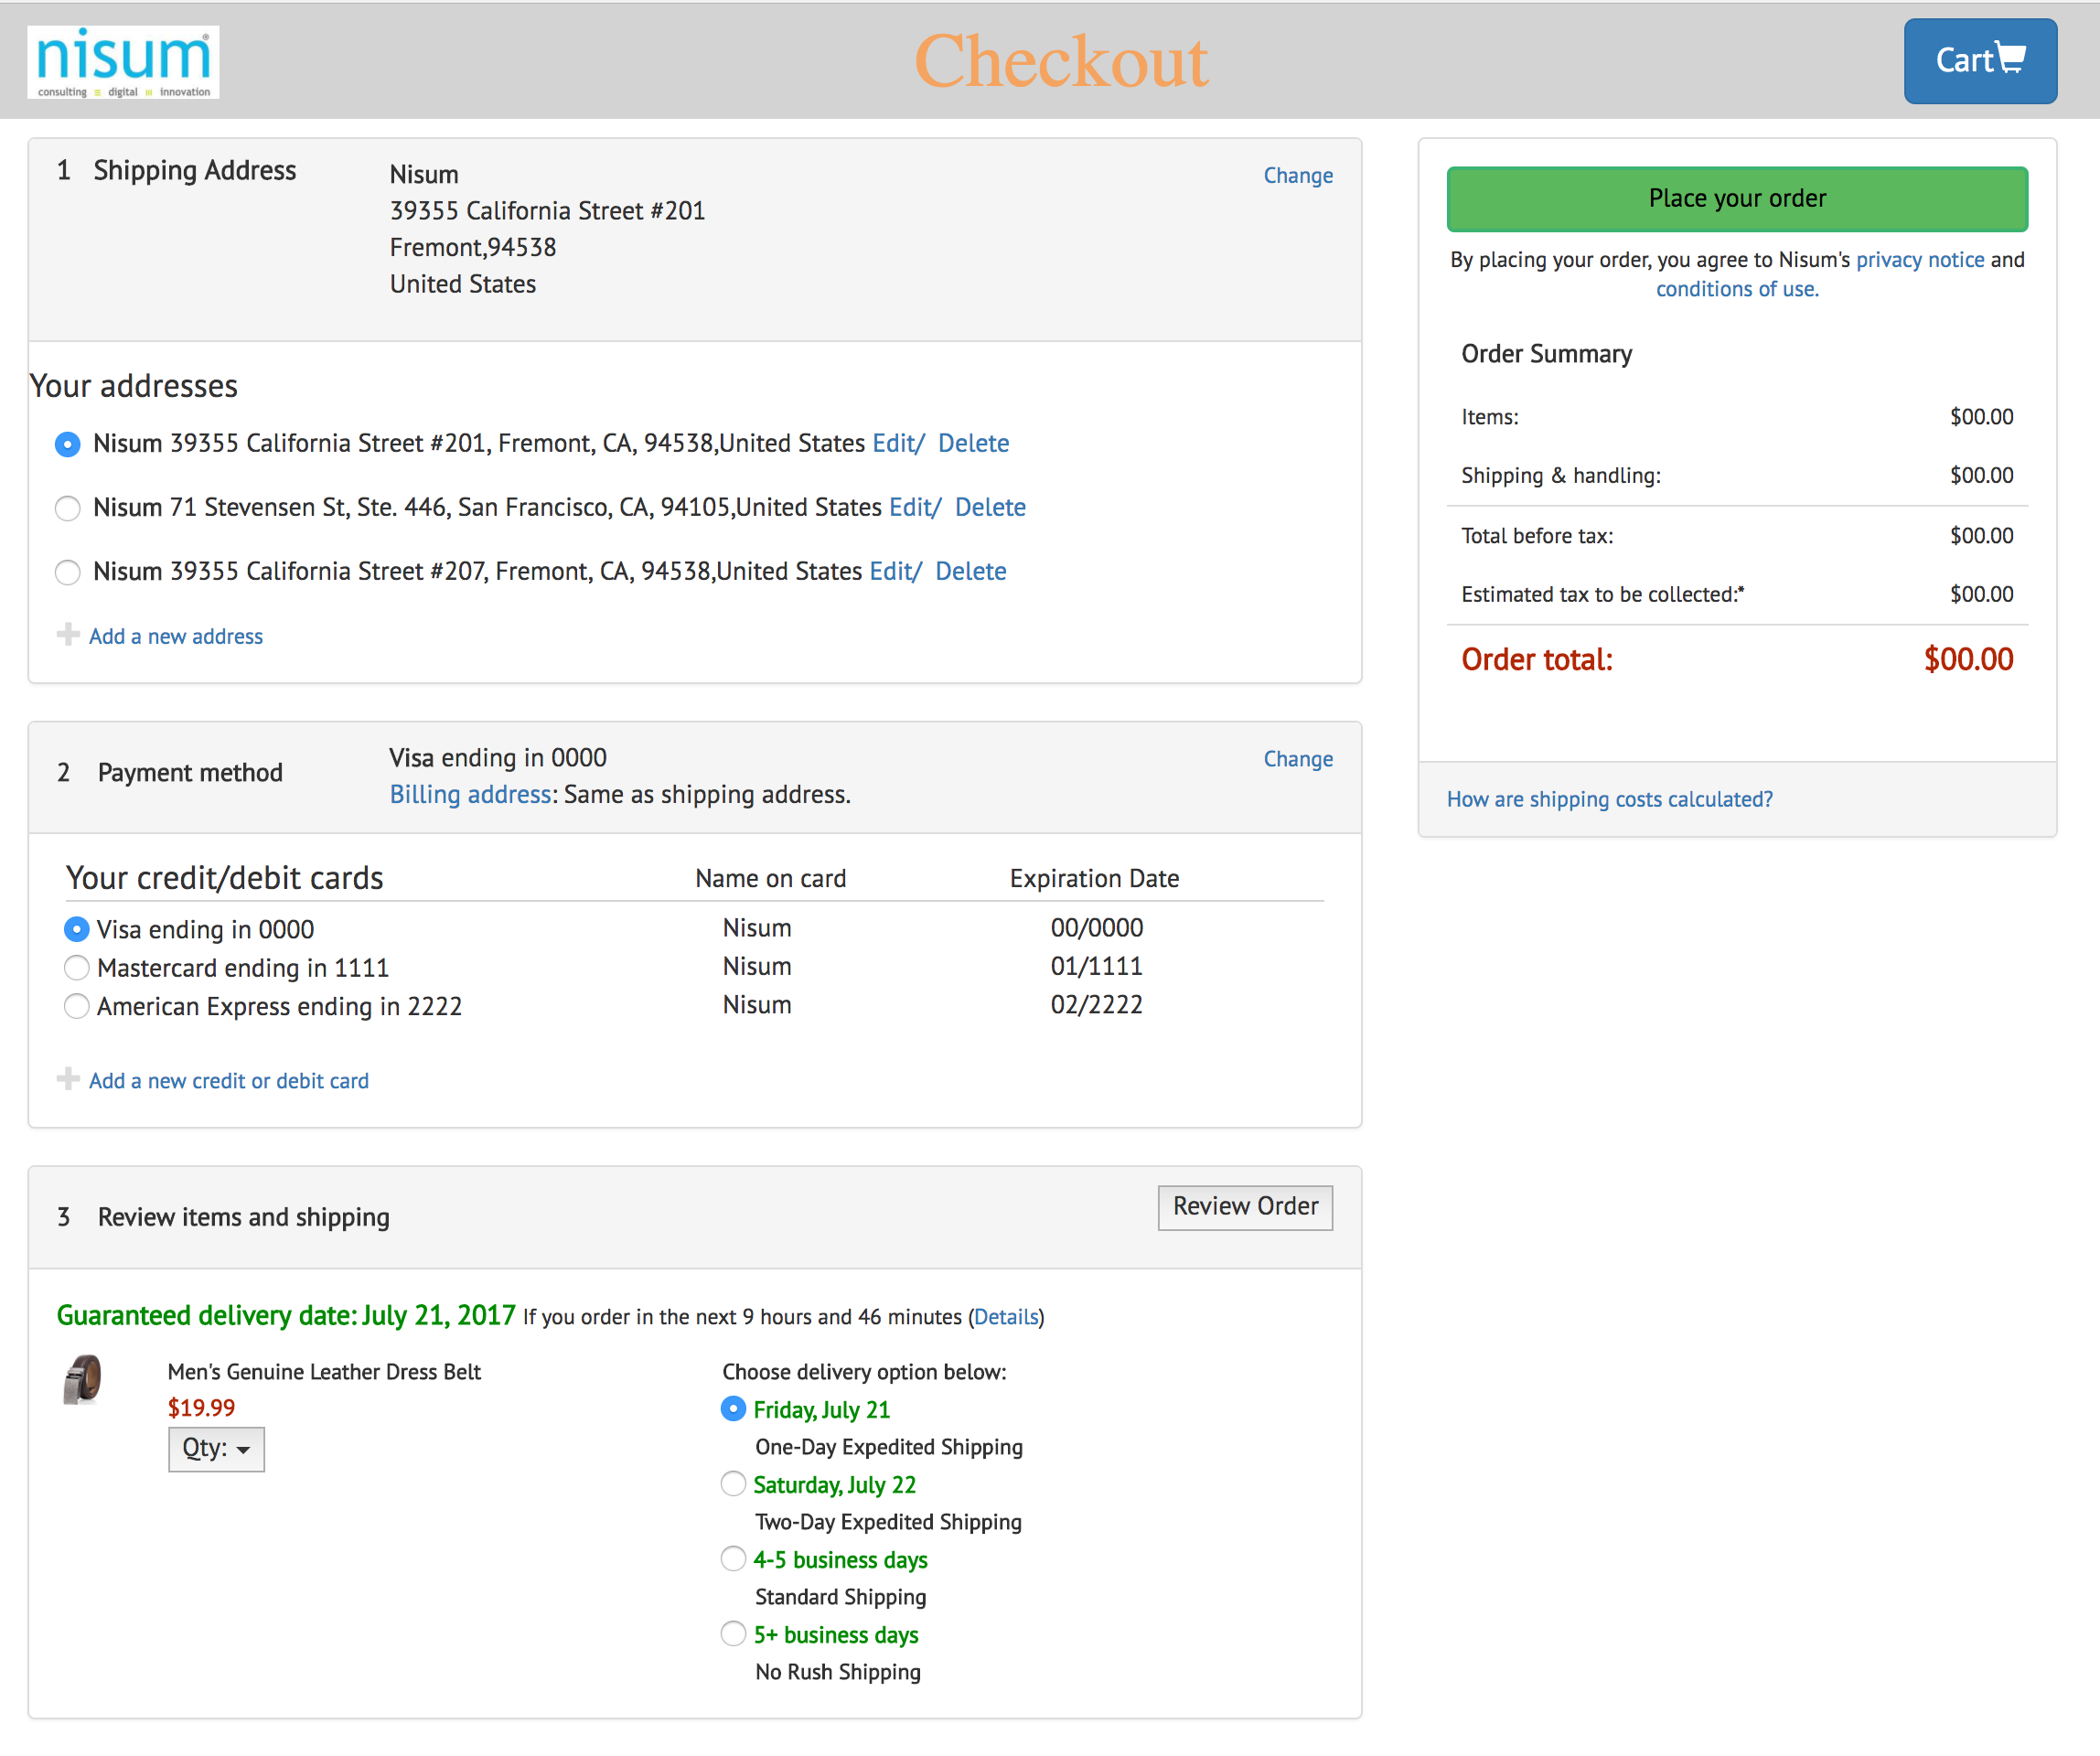 nisum®
consulting ≡ digital ııı innovation
Checkout
Cart
1 Shipping Address
Nisum
39355 California Street #201
Fremont,94538
United States
Change
Your addresses
Nisum 39355 California Street #201, Fremont, CA, 94538,United States Edit/ Delete
Nisum 71 Stevensen St, Ste. 446, San Francisco, CA, 94105,United States Edit/ Delete
Nisum 39355 California Street #207, Fremont, CA, 94538,United States Edit/ Delete
Add a new address
2 Payment method
Visa ending in 0000
Billing address: Same as shipping address.
Change
Your credit/debit cards Name on card Expiration Date
Visa ending in 0000 Nisum 00/0000
Mastercard ending in 1111 Nisum 01/1111
American Express ending in 2222 Nisum 02/2222
Add a new credit or debit card
3 Review items and shipping
Review Order
Guaranteed delivery date: July 21, 2017 If you order in the next 9 hours and 46 minutes (Details)
Men's Genuine Leather Dress Belt
$19.99
Qty:
Choose delivery option below:
Friday, July 21
One-Day Expedited Shipping
Saturday, July 22
Two-Day Expedited Shipping
4-5 business days
Standard Shipping
5+ business days
No Rush Shipping
Place your order
By placing your order, you agree to Nisum's privacy notice and
conditions of use.
Order Summary
Items: $00.00
Shipping & handling: $00.00
Total before tax: $00.00
Estimated tax to be collected:* $00.00
Order total: $00.00
How are shipping costs calculated?